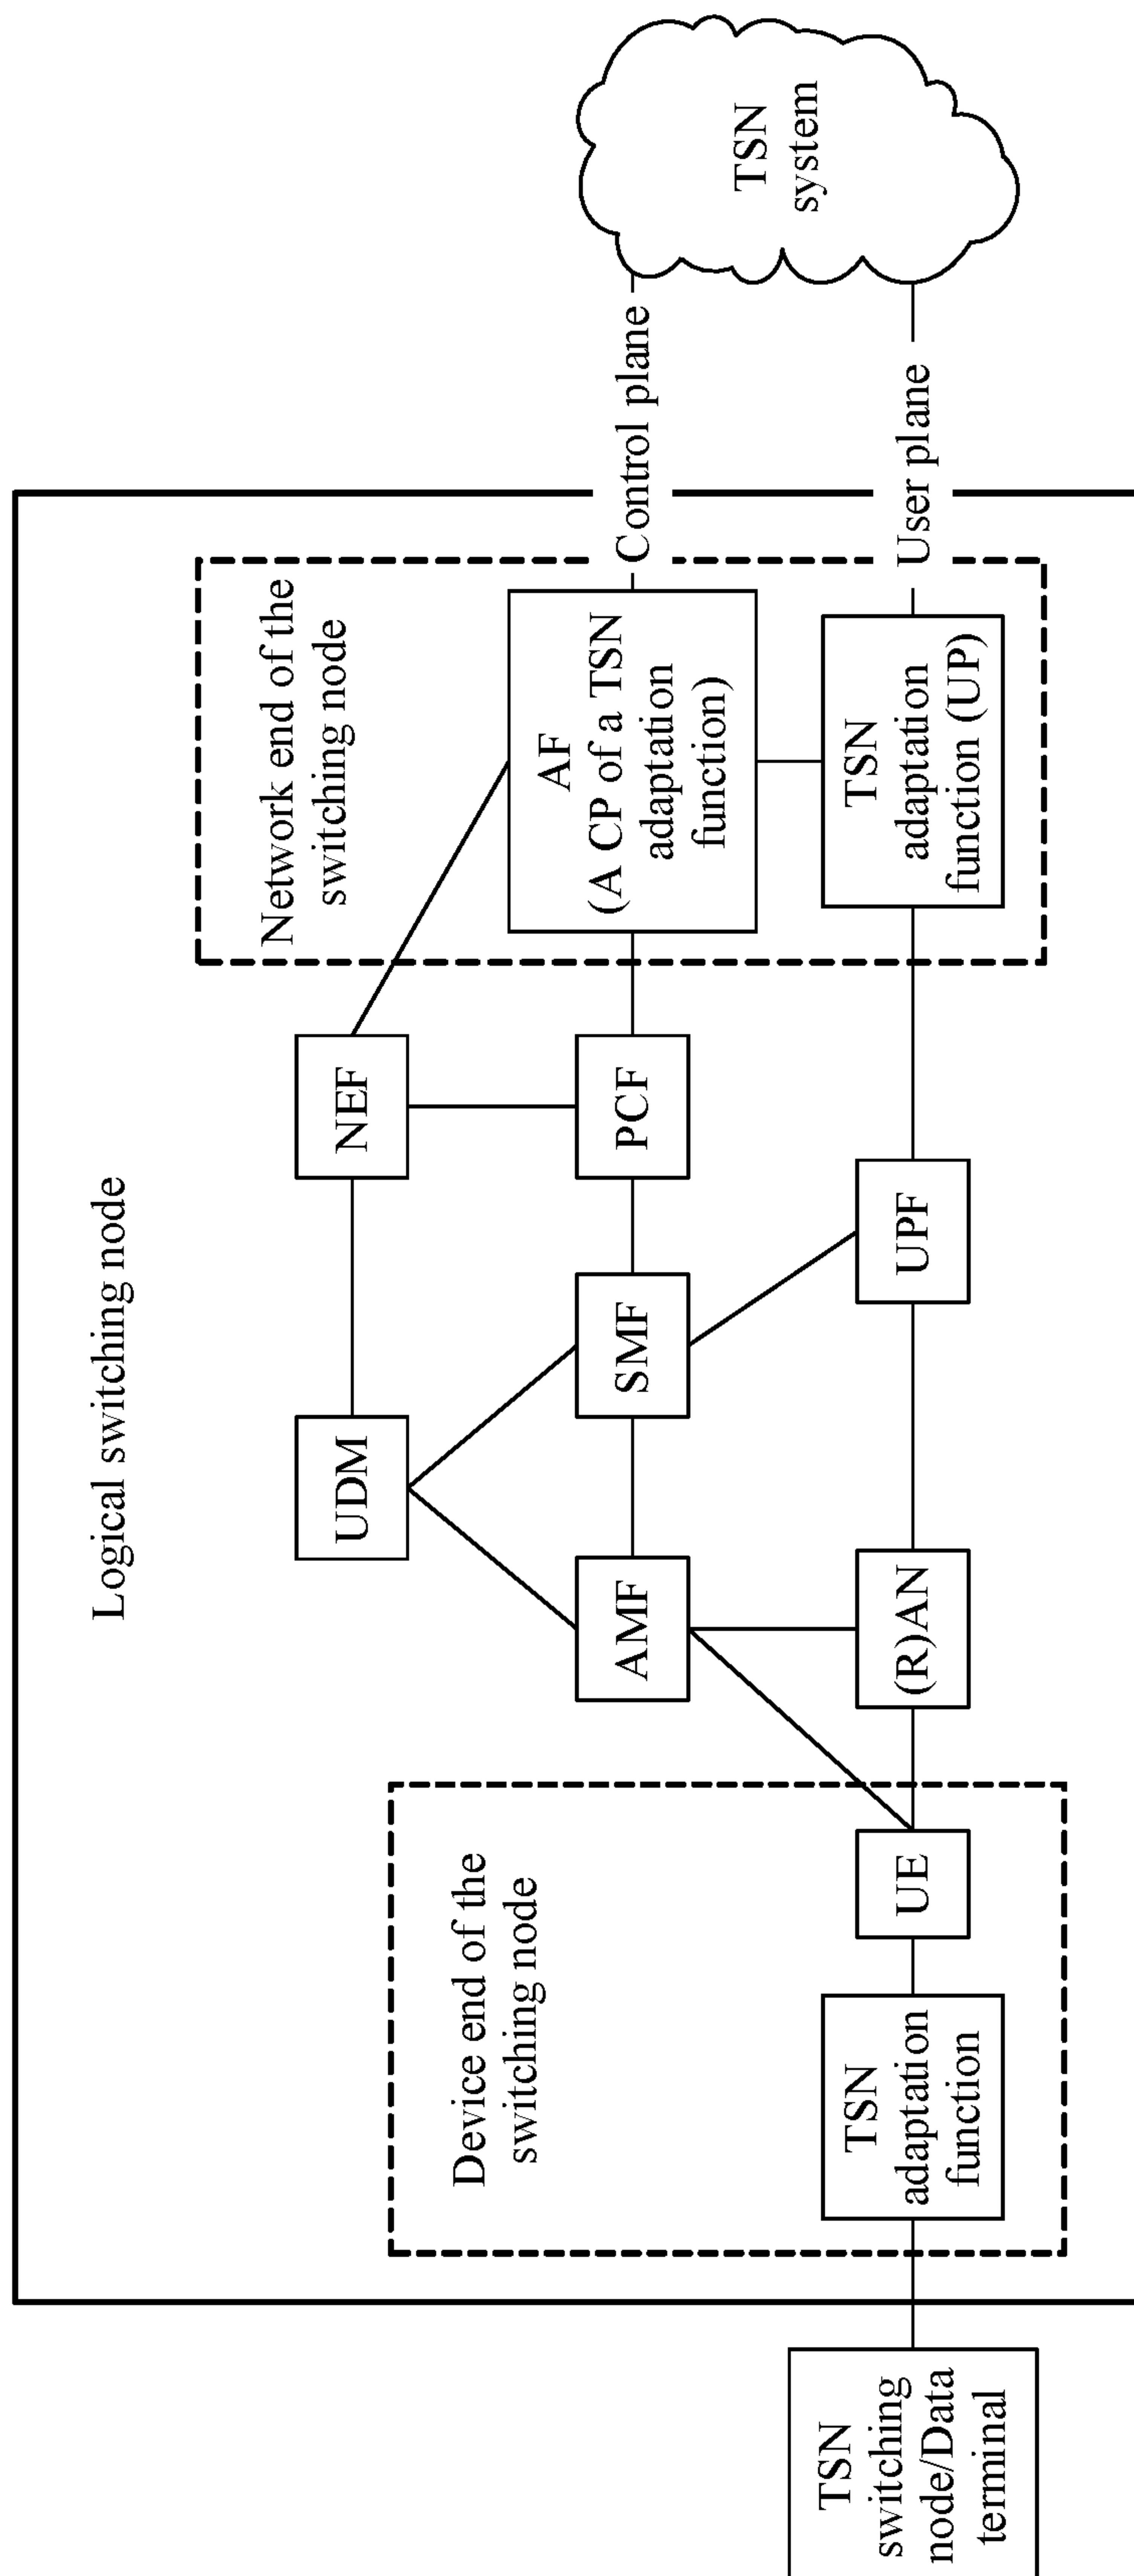 Logical switching node
Device end of the
switching node
Network end of the
switching node
UDM
NEF
AMF
SMF
PCF
AF
(A CP of a TSN
adaptation
function)
Control plane
TSN
system
TSN
switching
node/Data
terminal
TSN
adaptation
function
UE
(R)AN
UPF
TSN
adaptation
function (UP)
User plane